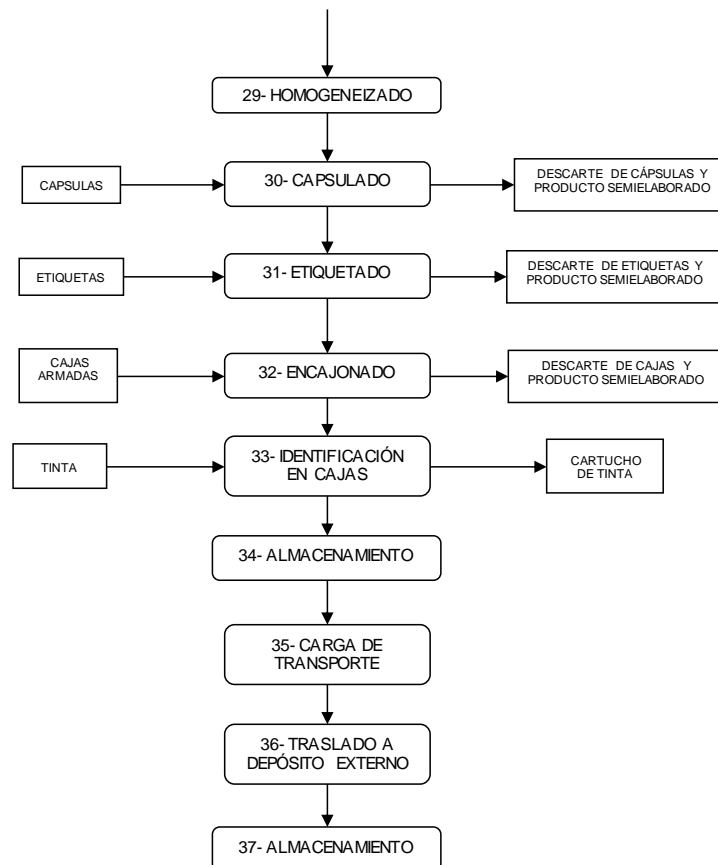 29- HOMOGENEIZADO
CAPSULAS
30- CAPSULADO
DESCARTE DE CÁPSULAS Y
PRODUCTO SEMIELABORADO
ETIQUETAS
31- ETIQUETADO
DESCARTE DE ETIQUETAS Y
PRODUCTO SEMIELABORADO
CAJAS
ARMADAS
32- ENCAJONADO
DESCARTE DE CAJAS Y
PRODUCTO SEMIELABORADO
TINTA
33- IDENTIFICACIÓN
EN CAJAS
CARTUCHO
DE TINTA
34- ALMACENAMIENTO
35- CARGA DE
TRANSPORTE
36- TRASLADO A
DEPÓSITO EXTERNO
37- ALMACENAMIENTO